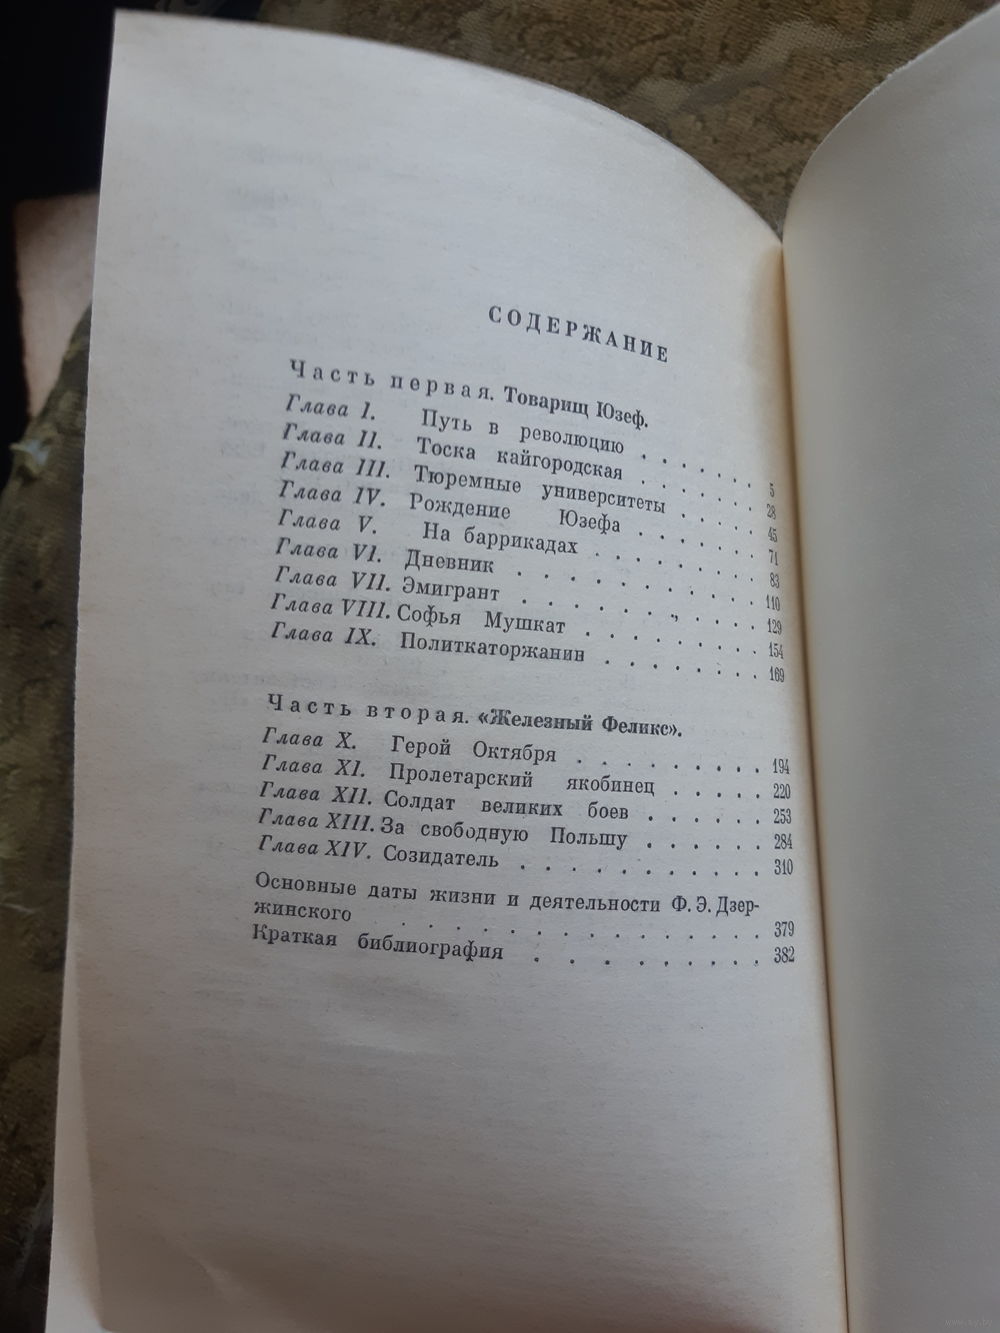 СОДЕРЖАНИЕ
Часть первая. Товарищ Юзеф.
Глава I. Путь в революцию . . . . . . . 5
Глава II. Тоска кайгородская . . . . . . . 28
Глава III. Тюремные университеты . . . . . 45
Глава IV. Рождение Юзефа . . . . . . . 71
Глава V. На баррикадах . . . . . . . . 83
Глава VI. Дневник . . . . . . . . . . 110
Глава VII. Эмигрант . . . . . . . . . . 129
Глава VIII. Софья Мушкат . . . . . . . . 154
Глава IX. Политкаторжанин . . . . . . . 169
Часть вторая. «Железный Феликс».
Глава X. Герой Октября . . . . . . . . 194
Глава XI. Пролетарский якобинец . . . . . 220
Глава XII. Солдат великих боев . . . . . . 253
Глава XIII. За свободную Польшу . . . . . . 284
Глава XIV. Созидатель . . . . . . . . . . 310
Основные даты жизни и деятельности Ф. Э. Дзер-
жинского . . . . . . . . . . . . . . 379
Краткая библиография . . . . . . . . . 382